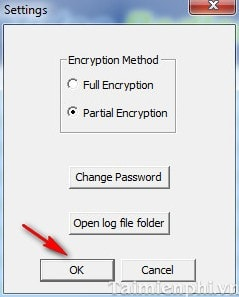 Settings
Encryption Method
Full Encryption
Partial Encryption
Change Password
Open log file folder
OK
Cancel
Taimienphi.vn